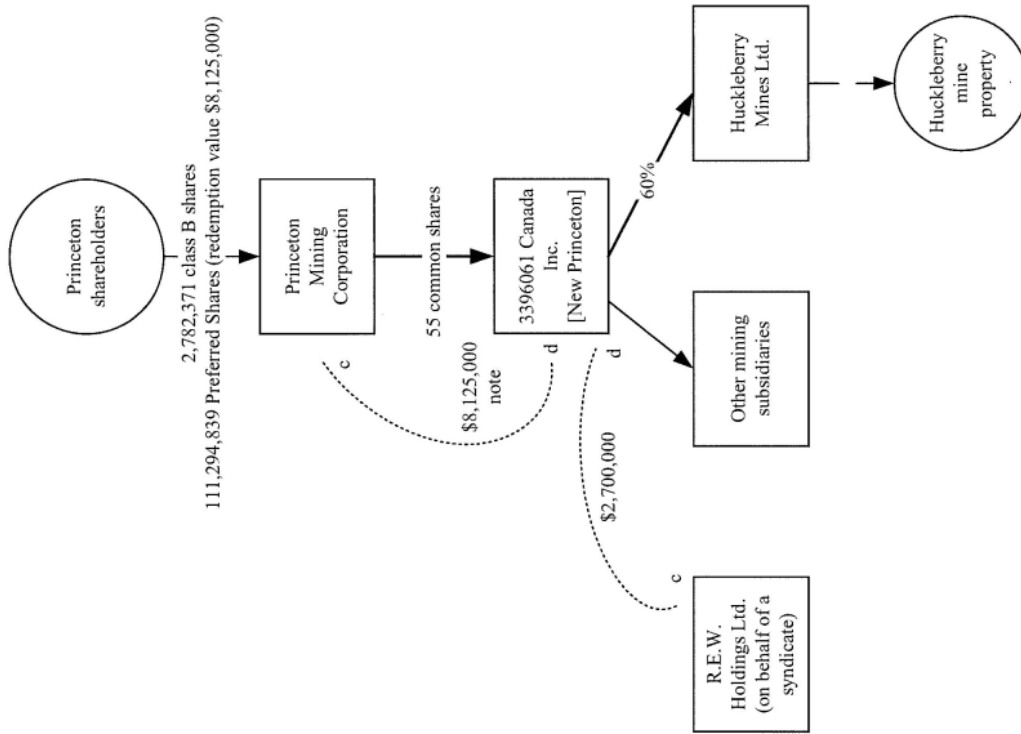 Princeton
shareholders
2,782,371 class B shares
111,294,839 Preferred Shares (redemption value $8,125,000)
Princeton
Mining
Corporation
c
55 common shares
$8,125,000
note
d
3396061 Canada
Inc.
[New Princeton]
d
$2,700,000
c
60%
R.E.W.
Holdings Ltd.
(on behalf of a
syndicate)
Other mining
subsidiaries
Huckleberry
Mines Ltd.
Huckleberry
mine
property